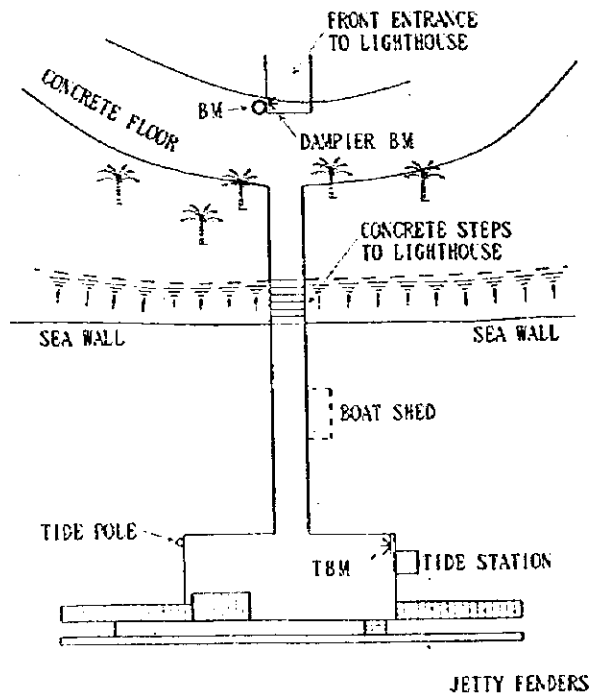 FRONT ENTRANCE
TO LIGHTHOUSE
CONCRETE FLOOR
BM
DAMPIER BM
CONCRETE STEPS
TO LIGHTHOUSE
SEA WALL
SEA WALL
BOAT SHED
TIDE POLE
TBM
TIDE STATION
JETTY FENDERS